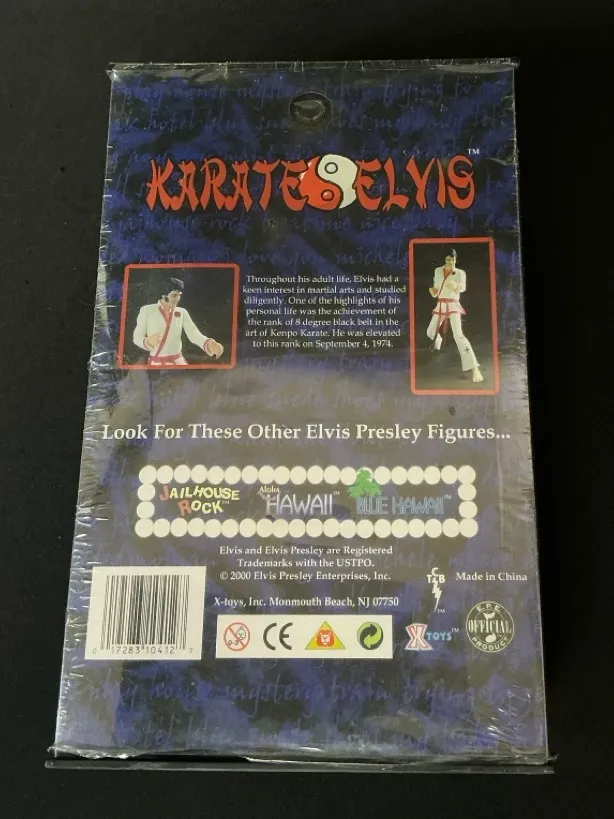 KARATE ELVIS™
Throughout his adult life, Elvis had a
keen interest in martial arts and studied
diligently. One of the highlights of his
personal life was the achievement of
the rank of 8 degree black belt in the
art of Kenpo Karate. He was elevated
to this rank on September 4, 1974.
Look For These Other Elvis Presley Figures...
JAILHOUSE
ROCK™
Aloha
HAWAII™
BLUE HAWAII™
Elvis and Elvis Presley are Registered
Trademarks with the USTPO.
© 2000 Elvis Presley Enterprises, Inc.
X-toys, Inc. Monmouth Beach, NJ 07750
TCB™
Made in China
0 17283 10412 7
0-3
CE
X TOYS™
E.P.E.
OFFICIAL
PRODUCT